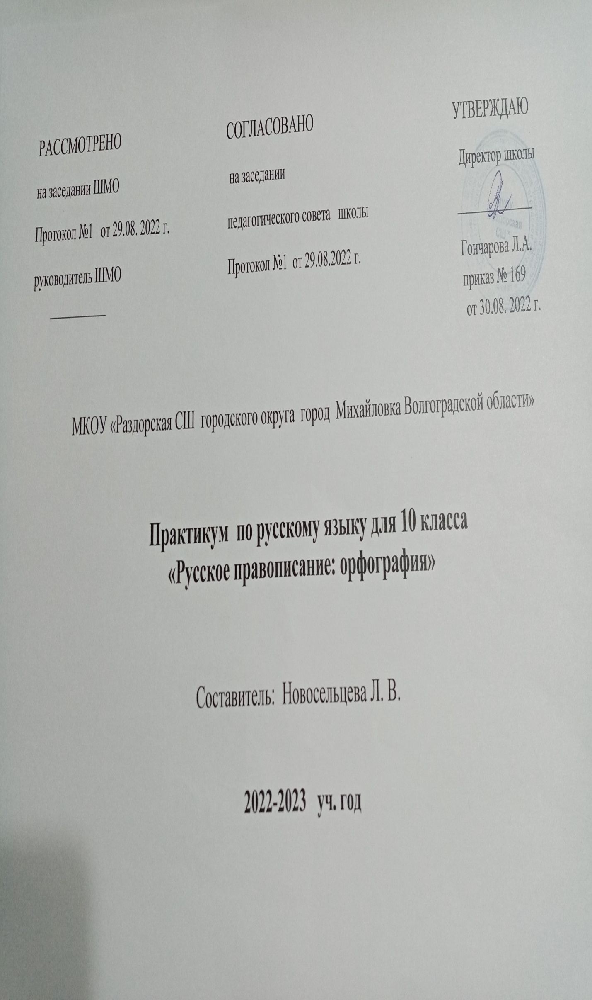 РАССМОТРЕНО
на заседании ШМО
Протокол №1 от 29.08. 2022 г.
руководитель ШМО
СОГЛАСОВАНО
на заседании
педагогического совета школы
Протокол №1 от 29.08.2022 г.
УТВЕРЖДАЮ
Директор школы
Гончарова Л.А.
приказ № 169
от 30.08. 2022 г.
МКОУ «Раздорская СШ городского округа город Михайловка Волгоградской области»
Практикум по русскому языку для 10 класса
«Русское правописание: орфография»
Составитель: Новосельцева Л. В.
2022-2023 уч. год